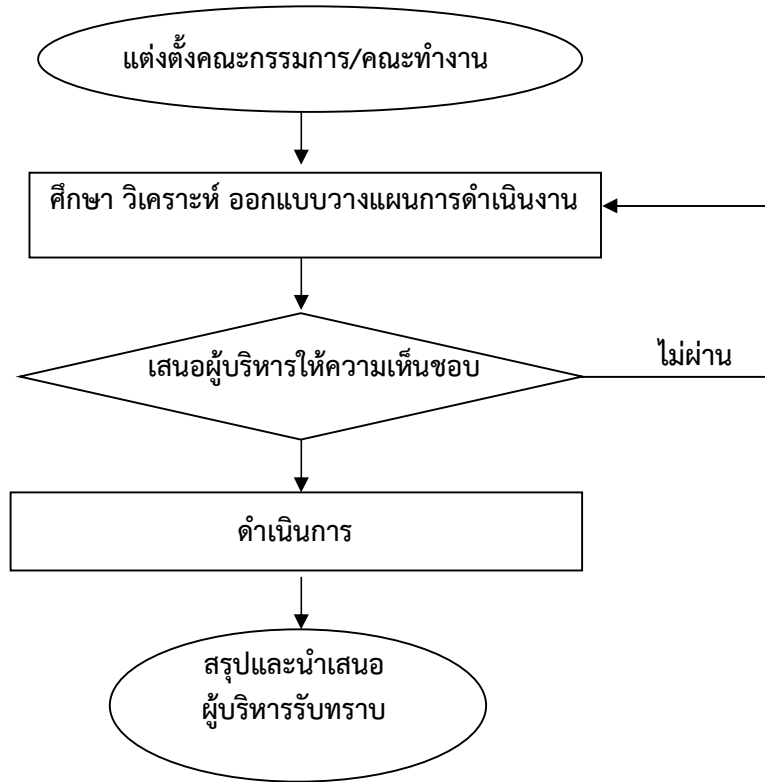 แต่งตั้งคณะกรรมการ/คณะทำงาน
ศึกษา วิเคราะห์ ออกแบบวางแผนการดำเนินงาน
เสนอผู้บริหารให้ความเห็นชอบ
ไม่ผ่าน
ดำเนินการ
สรุปและนำเสนอ
ผู้บริหารรับทราบ